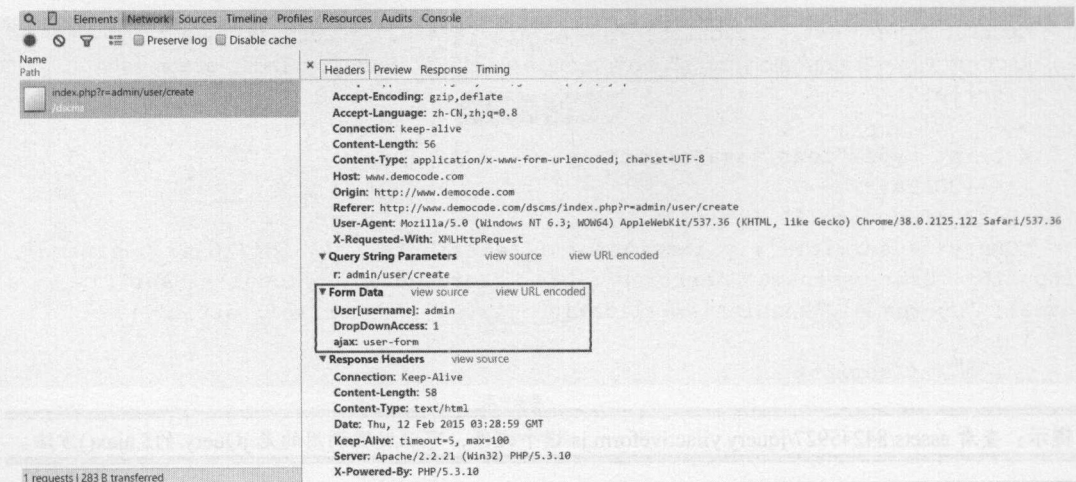 Elements Network Sources Timeline Profiles Resources Audits Console
Preserve log Disable cache
Name
Path
index.php?r=admin/user/create
/dscms
× Headers Preview Response Timing
Accept-Encoding: gzip,deflate
Accept-Language: zh-CN,zh;q=0.8
Connection: keep-alive
Content-Length: 56
Content-Type: application/x-www-form-urlencoded; charset=UTF-8
Host: www.democode.com
Origin: http://www.democode.com
Referer: http://www.democode.com/dscms/index.php?r=admin/user/create
User-Agent: Mozilla/5.0 (Windows NT 6.3; WOW64) AppleWebKit/537.36 (KHTML, like Gecko) Chrome/38.0.2125.122 Safari/537.36
X-Requested-With: XMLHttpRequest
▼Query String Parameters view source view URL encoded
r: admin/user/create
▼Form Data view source view URL encoded
User[username]: admin
DropDownAccess: 1
ajax: user-form
▼Response Headers view source
Connection: Keep-Alive
Content-Length: 58
Content-Type: text/html
Date: Thu, 12 Feb 2015 03:28:59 GMT
Keep-Alive: timeout=5, max=100
Server: Apache/2.2.21 (Win32) PHP/5.3.10
X-Powered-By: PHP/5.3.10
1 requests | 283 B transferred